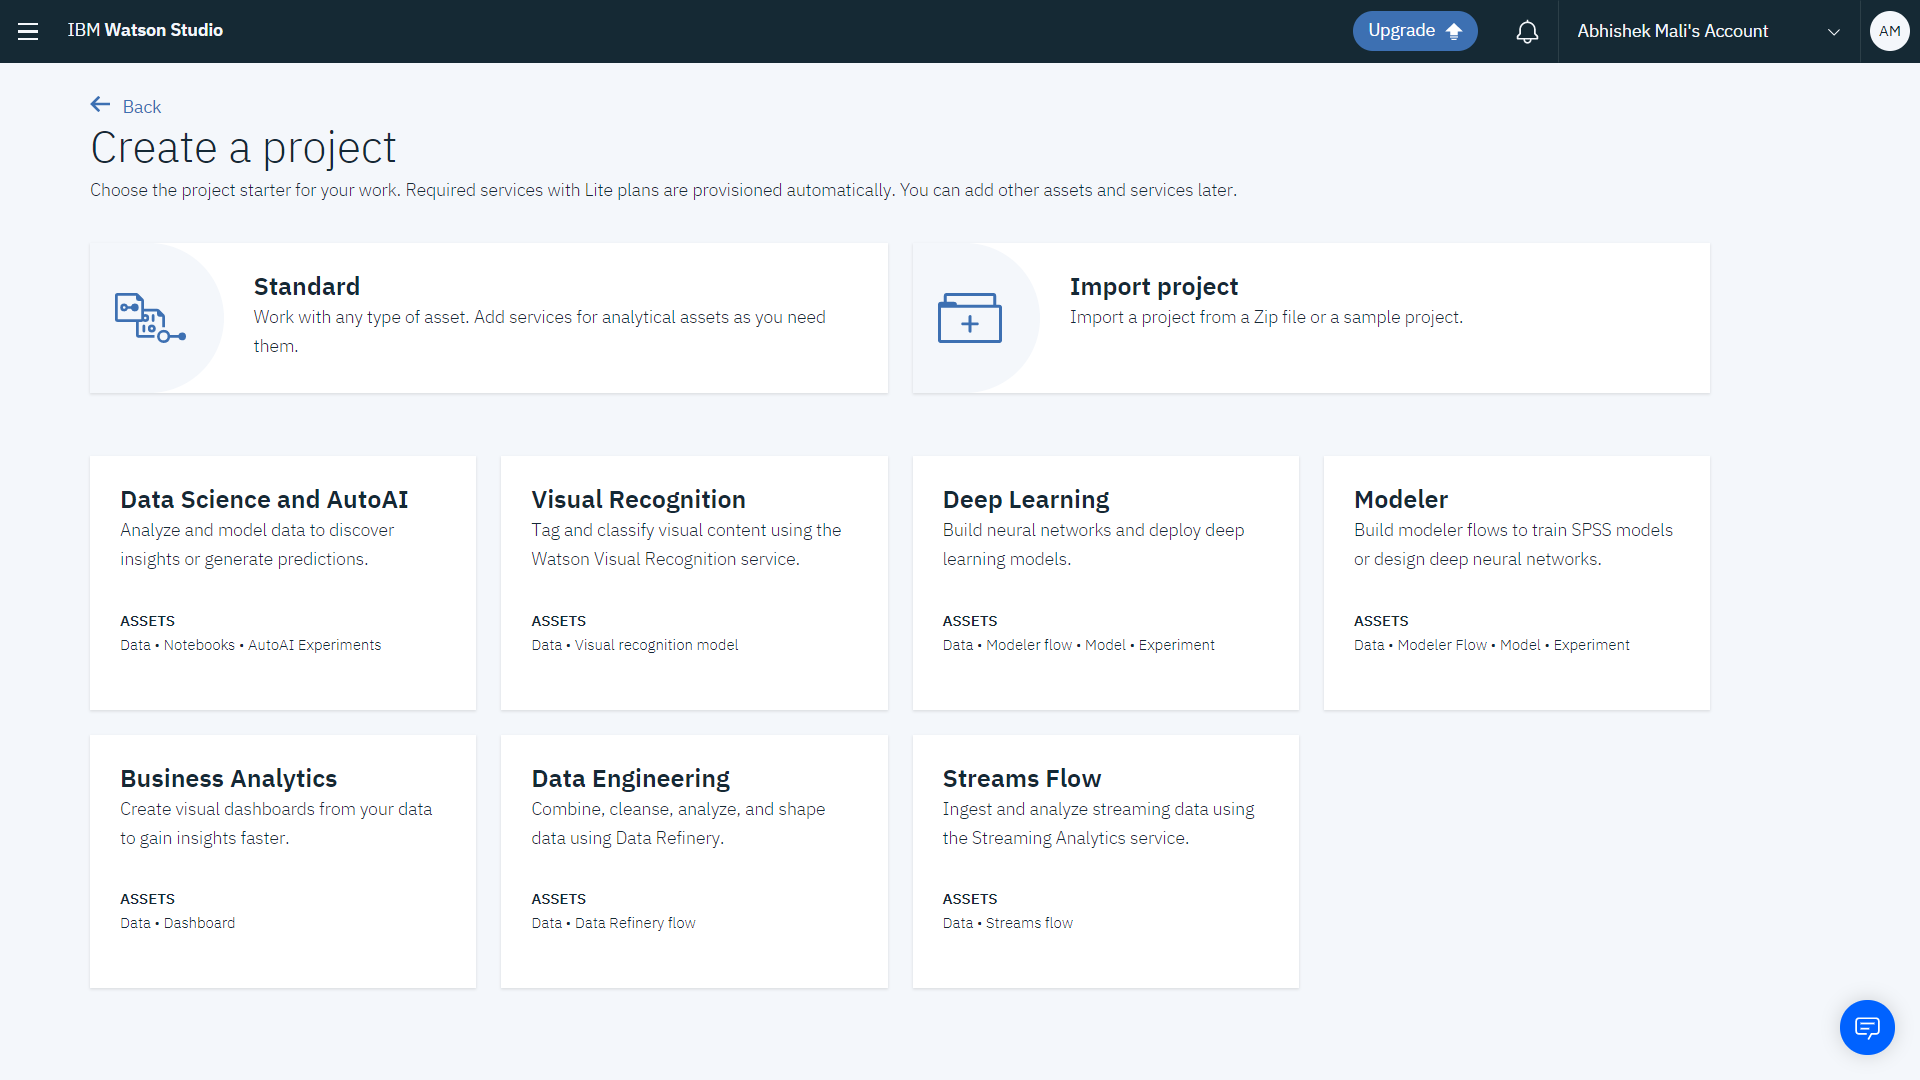 IBM Watson Studio
Upgrade
Abhishek Mali's Account
AM
Back
Create a project
Choose the project starter for your work. Required services with Lite plans are provisioned automatically. You can add other assets and services later.
Standard
Work with any type of asset. Add services for analytical assets as you need
them.
Import project
Import a project from a Zip file or a sample project.
Data Science and AutoAI
Analyze and model data to discover
insights or generate predictions.
ASSETS
Data • Notebooks • AutoAI Experiments
Visual Recognition
Tag and classify visual content using the
Watson Visual Recognition service.
ASSETS
Data • Visual recognition model
Deep Learning
Build neural networks and deploy deep
learning models.
ASSETS
Data • Modeler flow • Model • Experiment
Modeler
Build modeler flows to train SPSS models
or design deep neural networks.
ASSETS
Data • Modeler Flow • Model • Experiment
Business Analytics
Create visual dashboards from your data
to gain insights faster.
ASSETS
Data • Dashboard
Data Engineering
Combine, cleanse, analyze, and shape
data using Data Refinery.
ASSETS
Data • Data Refinery flow
Streams Flow
Ingest and analyze streaming data using
the Streaming Analytics service.
ASSETS
Data • Streams flow